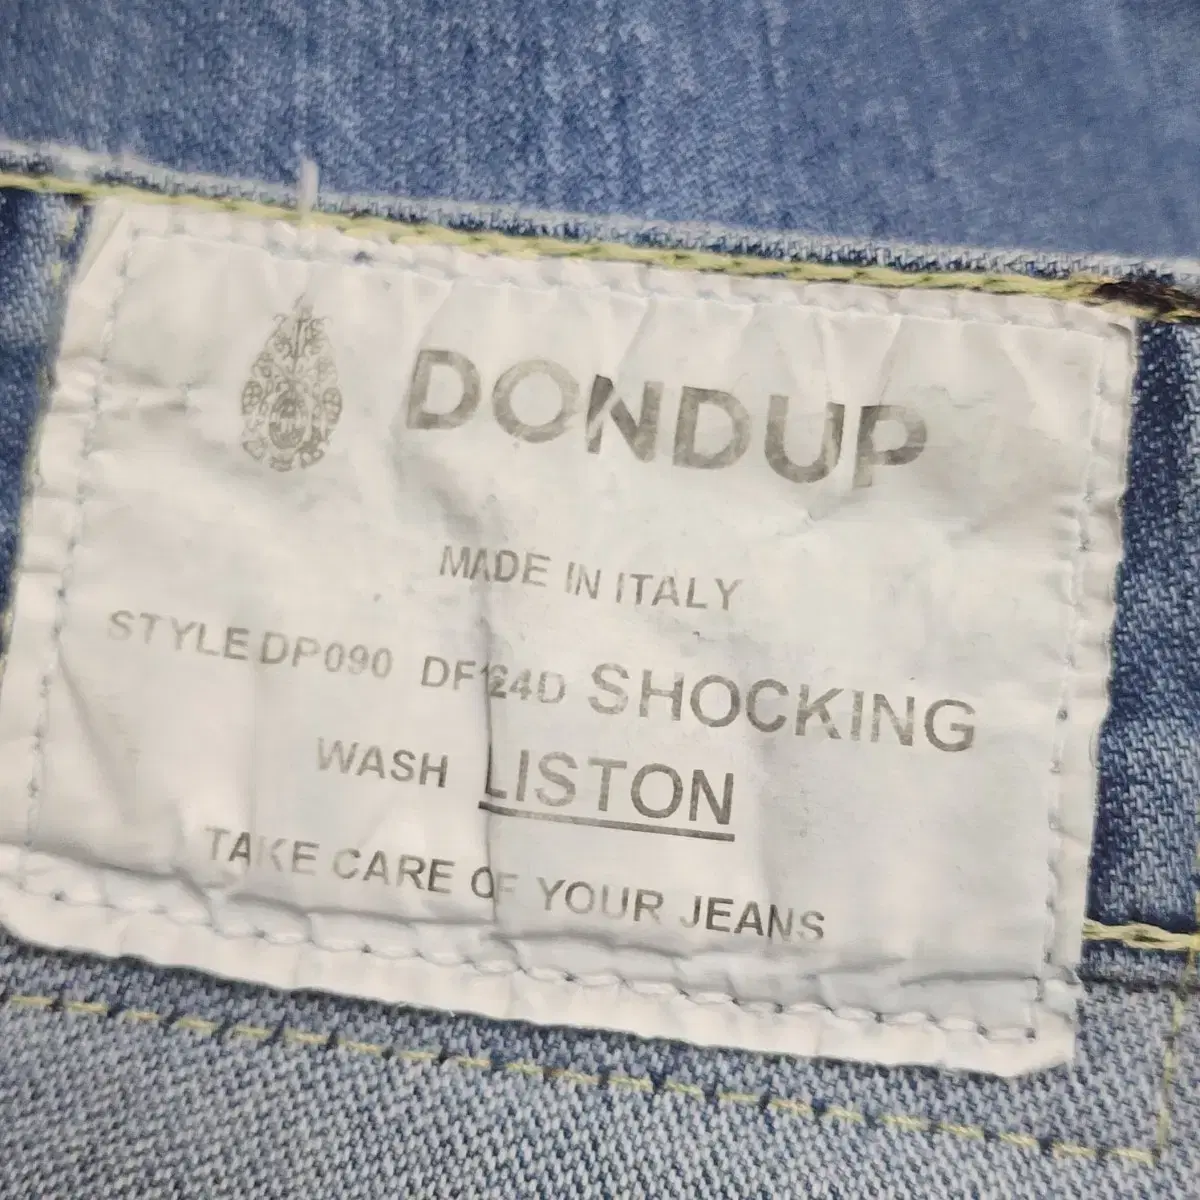 DONDUP
MADE IN ITALY
STYLE DP090 DF124D SHOCKING
WASH LISTON
TAKE CARE OF YOUR JEANS